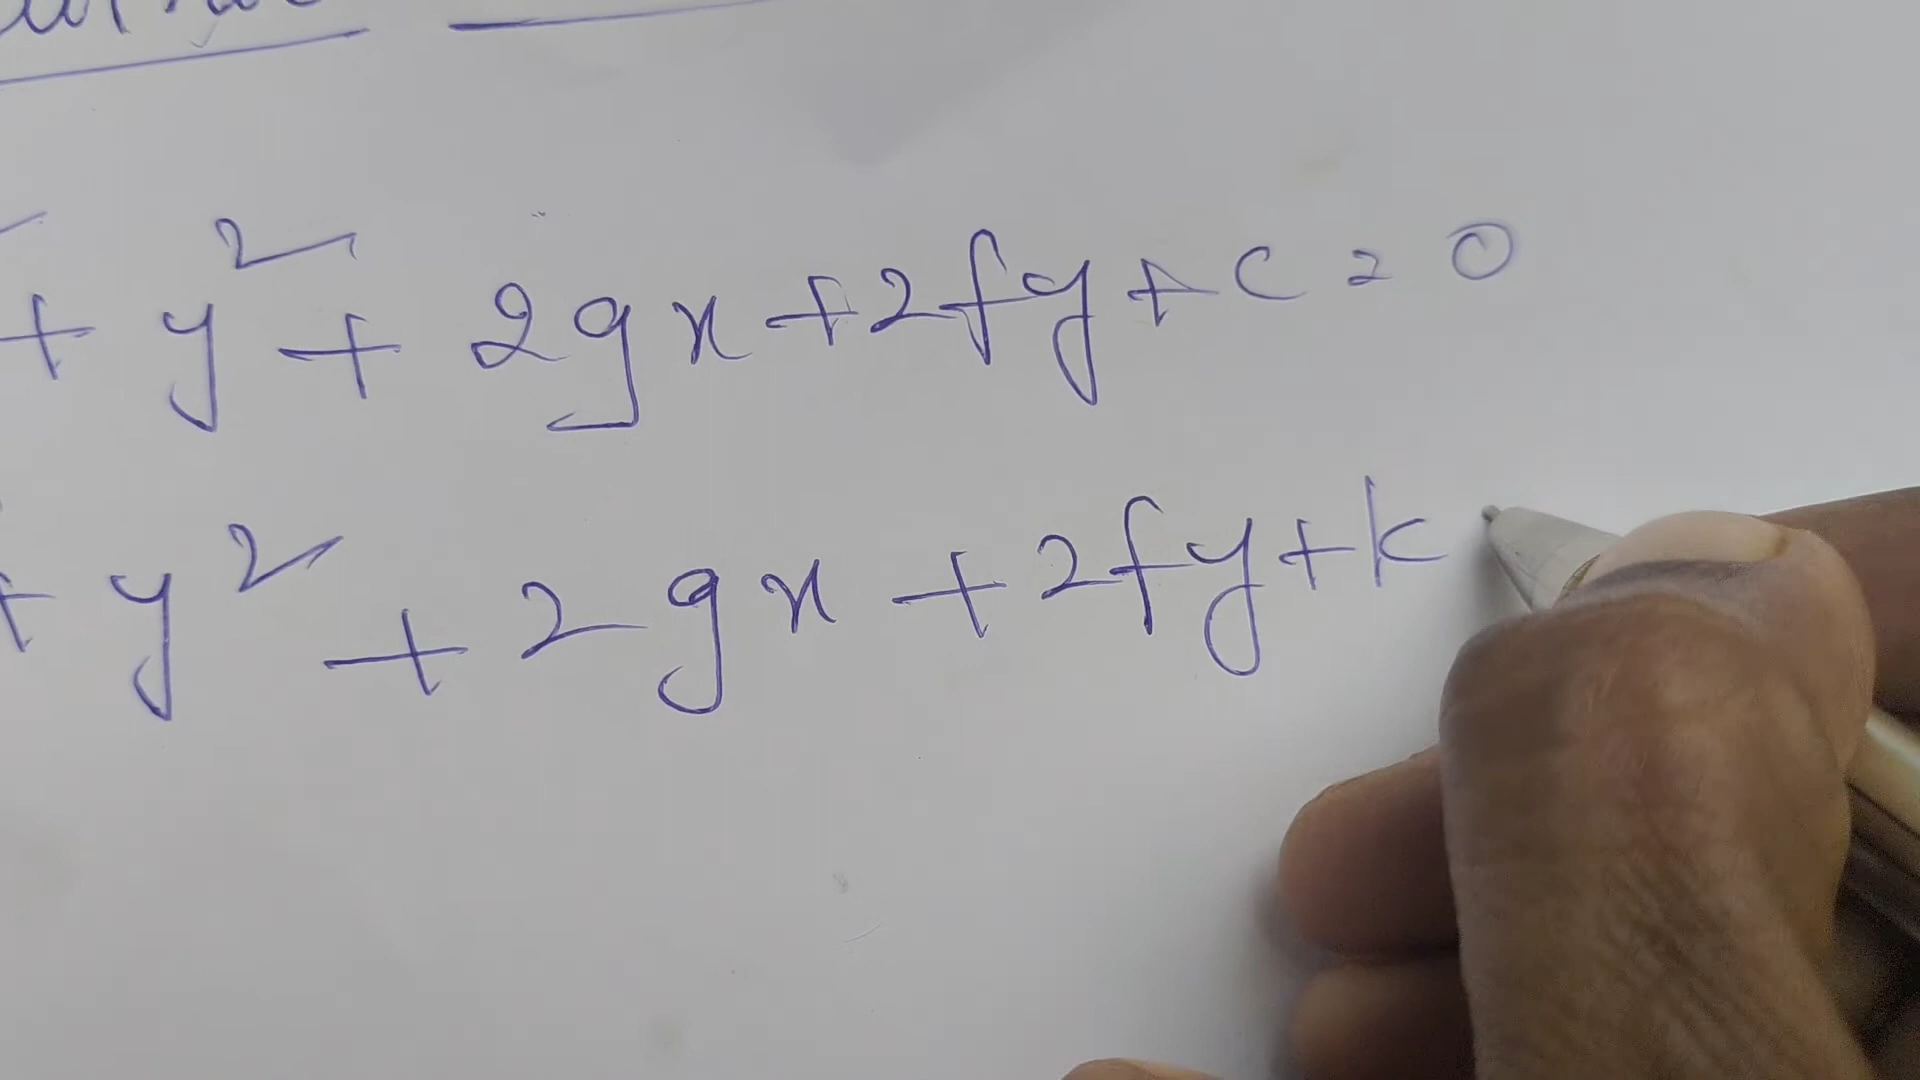 + y² + 2gx + 2fy + c = 0
+ y² + 2gx + 2fy + k